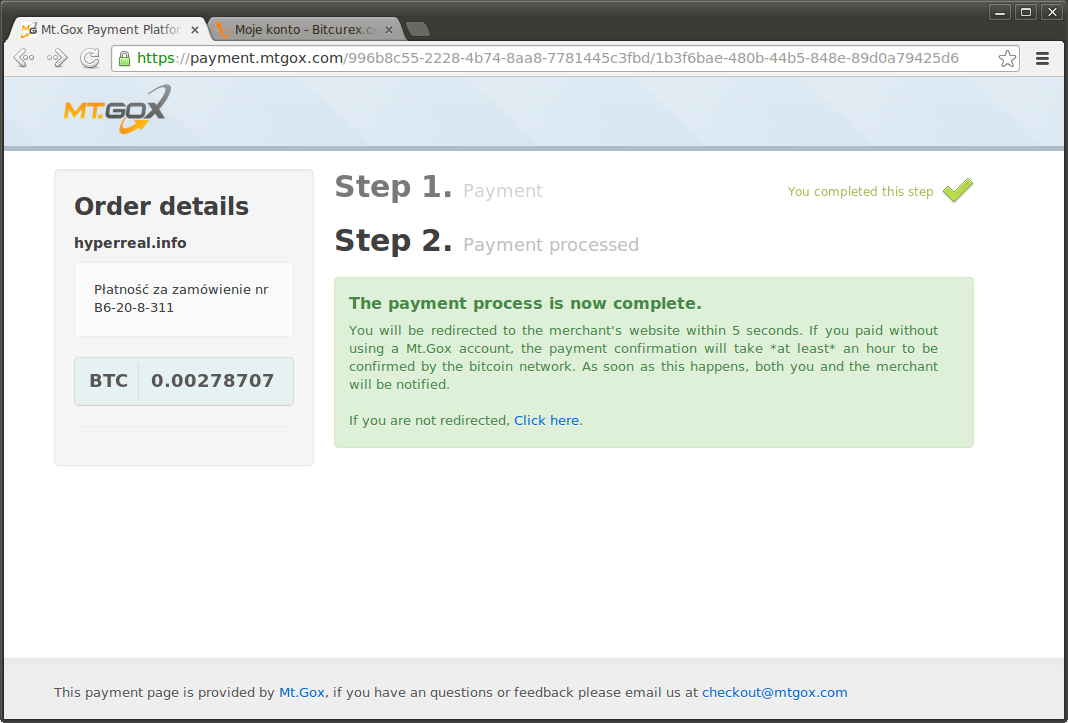 Mt.Gox Payment Platfor
Moje konto - Bitcurex.c
https://payment.mtgox.com/996b8c55-2228-4b74-8aa8-7781445c3fbd/1b3f6bae-480b-44b5-848e-89d0a79425d6
MT.GOX
Order details
hyperreal.info
Płatność za zamówienie nr
B6-20-8-311
BTC 0.00278707
Step 1. Payment
You completed this step
Step 2. Payment processed
The payment process is now complete.
You will be redirected to the merchant's website within 5 seconds. If you paid without
using a Mt.Gox account, the payment confirmation will take *at least* an hour to be
confirmed by the bitcoin network. As soon as this happens, both you and the merchant
will be notified.
If you are not redirected, Click here.
This payment page is provided by Mt.Gox, if you have an questions or feedback please email us at checkout@mtgox.com